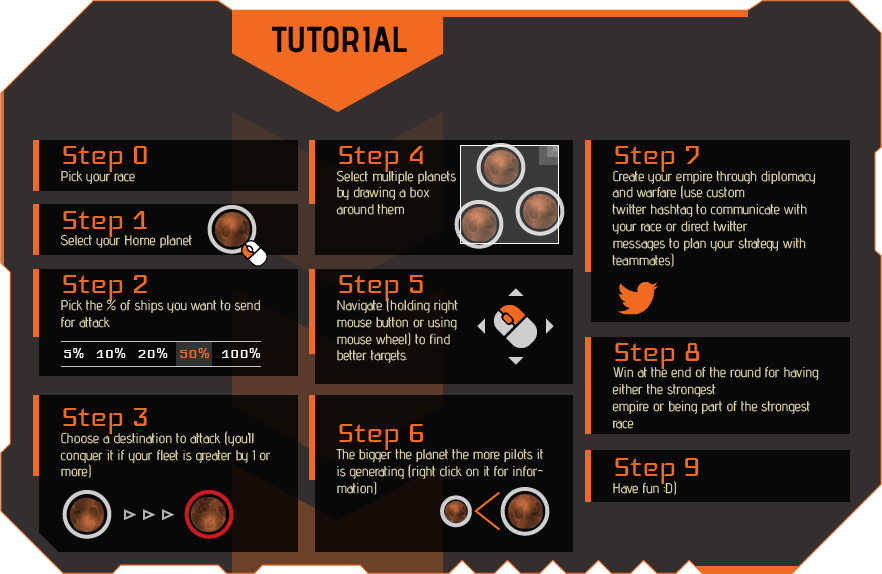 TUTORIAL
Step 0
Pick your race
Step 1
Select your Home planet
Step 2
Pick the % of ships you want to send
for attack
5% 10% 20% 50% 100%
Step 3
Choose a destination to attack (you'll
conquer it if your fleet is greater by 1 or
more)
Step 4
Select multiple planets
by drawing a box
around them
Step 5
Navigate (holding right
mouse button or using
mouse wheel) to find
better targets.
Step 6
The bigger the planet the more pilots it
is generating (right click on it for infor-
mation)
Step 7
Create your empire through diplomacy
and warfare (use custom
twitter hashtag to communicate with
your race or direct twitter
messages to plan your strategy with
teammates)
Step 8
Win at the end of the round for having
either the strongest
empire or being part of the strongest
race
Step 9
Have fun :D)